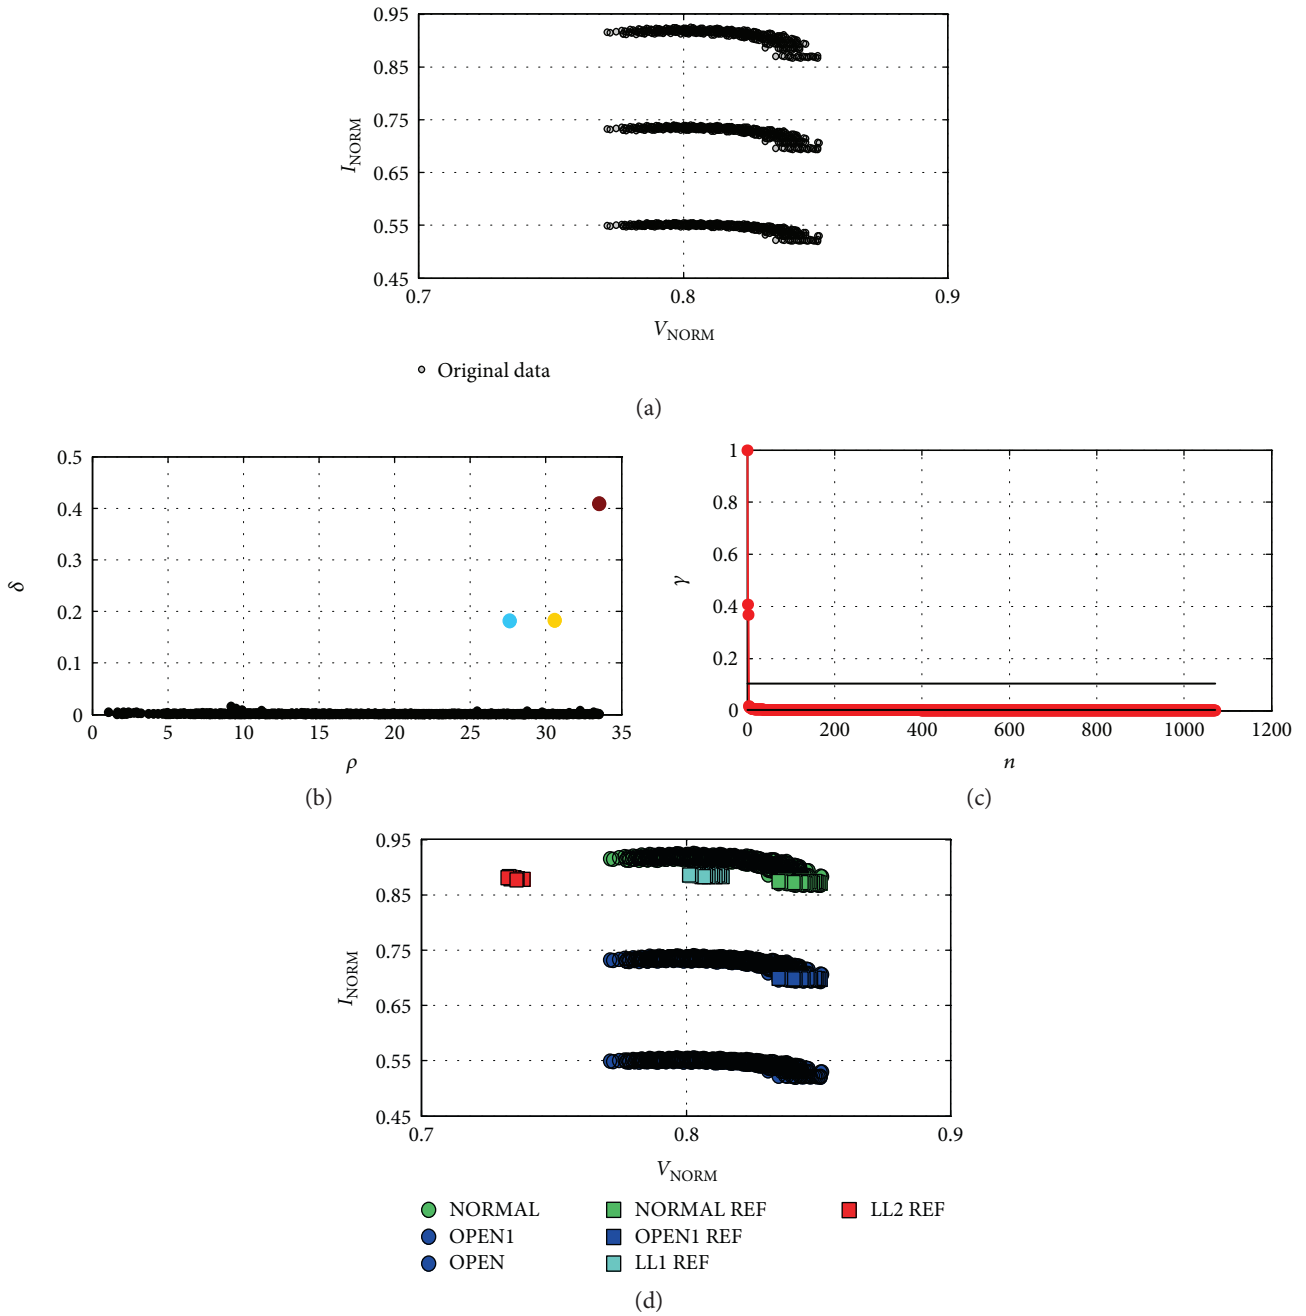 0.95
0.85
0.75
0.65
0.55
0.45
I_NORM
0.7 0.8 0.9
V_NORM
Original data
(a)
0.5
0.4
0.3
0.2
0.1
0
δ
0 5 10 15 20 25 30 35
ρ
(b)
1
0.8
0.6
0.4
0.2
0
γ
0 200 400 600 800 1000 1200
n
(c)
0.95
0.85
0.75
0.65
0.55
0.45
I_NORM
0.7 0.8 0.9
V_NORM
NORMAL NORMAL REF LL2 REF
OPEN1 OPEN1 REF
OPEN LL1 REF
(d)